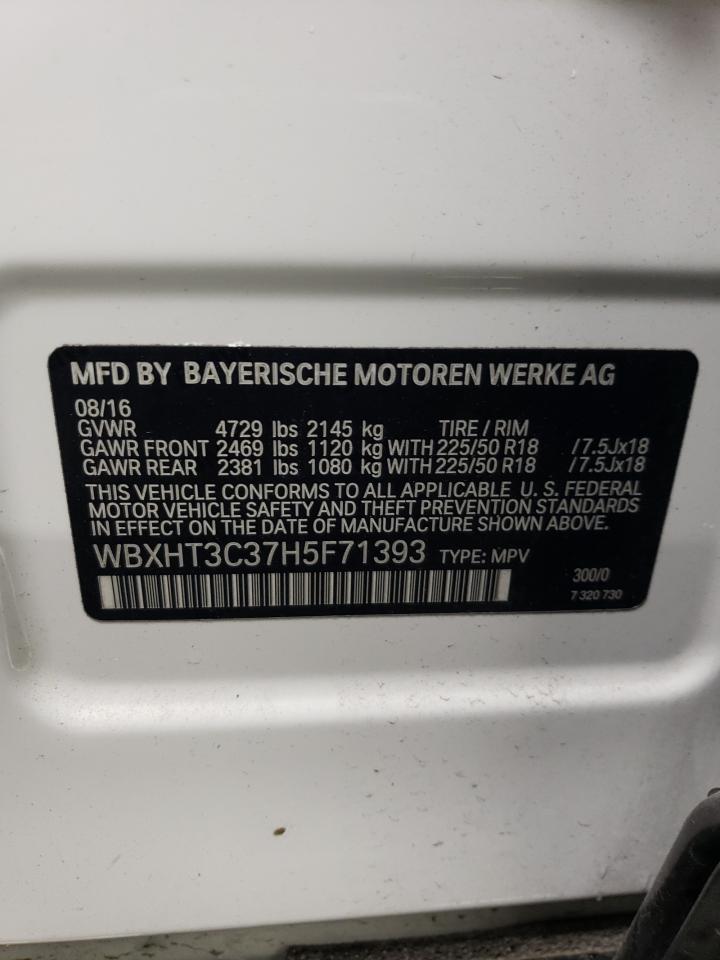 MFD BY BAYERISCHE MOTOREN WERKE AG
08/16
GVWR 4729 lbs 2145 kg TIRE / RIM
GAWR FRONT 2469 lbs 1120 kg WITH 225/50 R18 / 7.5Jx18
GAWR REAR 2381 lbs 1080 kg WITH 225/50 R18 / 7.5Jx18
THIS VEHICLE CONFORMS TO ALL APPLICABLE U. S. FEDERAL
MOTOR VEHICLE SAFETY AND THEFT PREVENTION STANDARDS
IN EFFECT ON THE DATE OF MANUFACTURE SHOWN ABOVE.
WBXHT3C37H5F71393 TYPE: MPV
300/0
7 320 730